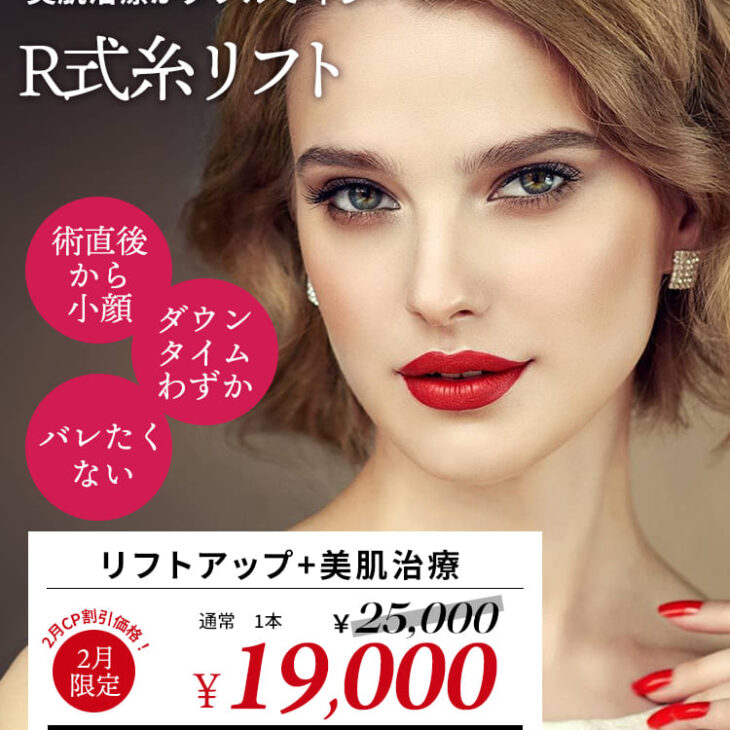 R式糸リフト
術直後
から
小顔
ダウン
タイム
わずか
バレたく
ない
リフトアップ+美肌治療
2月CP割引価格！
2月
限定
通常 1本 ¥25,000
¥19,000